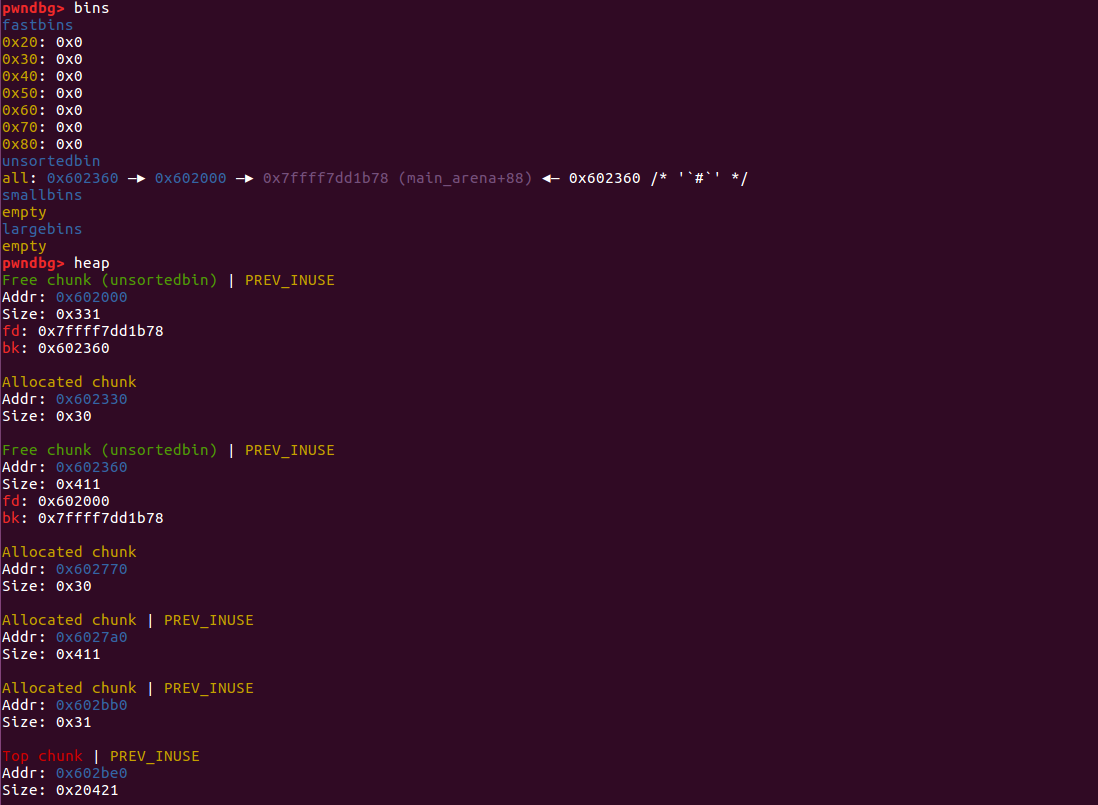 pwndbg> bins
fastbins
0x20: 0x0
0x30: 0x0
0x40: 0x0
0x50: 0x0
0x60: 0x0
0x70: 0x0
0x80: 0x0
unsortedbin
all: 0x602360 —▸ 0x602000 —▸ 0x7ffff7dd1b78 (main_arena+88) ◂— 0x602360 /* '`#`' */
smallbins
empty
largebins
empty
pwndbg> heap
Free chunk (unsortedbin) | PREV_INUSE
Addr: 0x602000
Size: 0x331
fd: 0x7ffff7dd1b78
bk: 0x602360

Allocated chunk
Addr: 0x602330
Size: 0x30

Free chunk (unsortedbin) | PREV_INUSE
Addr: 0x602360
Size: 0x411
fd: 0x602000
bk: 0x7ffff7dd1b78

Allocated chunk
Addr: 0x602770
Size: 0x30

Allocated chunk | PREV_INUSE
Addr: 0x6027a0
Size: 0x411

Allocated chunk | PREV_INUSE
Addr: 0x602bb0
Size: 0x31

Top chunk | PREV_INUSE
Addr: 0x602be0
Size: 0x20421